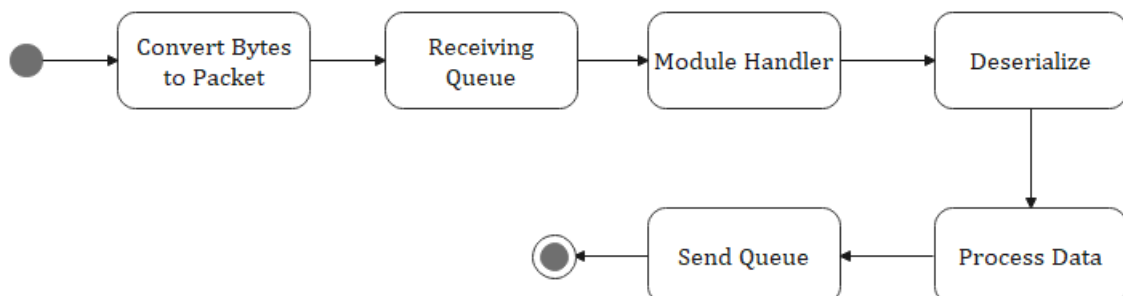 Convert Bytes
to Packet
Receiving
Queue
Module Handler
Deserialize
Process Data
Send Queue